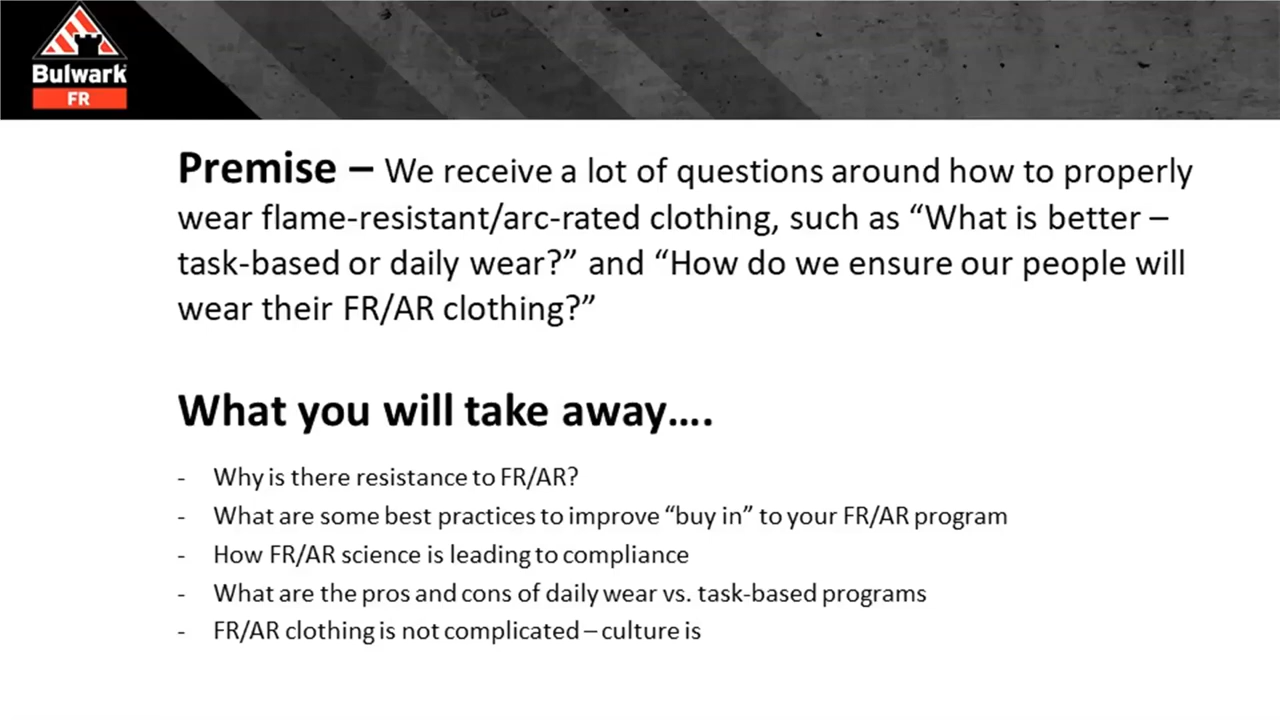 Bulwark
FR
Premise – We receive a lot of questions around how to properly
wear flame-resistant/arc-rated clothing, such as “What is better –
task-based or daily wear?” and “How do we ensure our people will
wear their FR/AR clothing?”
What you will take away....
- Why is there resistance to FR/AR?
- What are some best practices to improve “buy in” to your FR/AR program
- How FR/AR science is leading to compliance
- What are the pros and cons of daily wear vs. task-based programs
- FR/AR clothing is not complicated – culture is